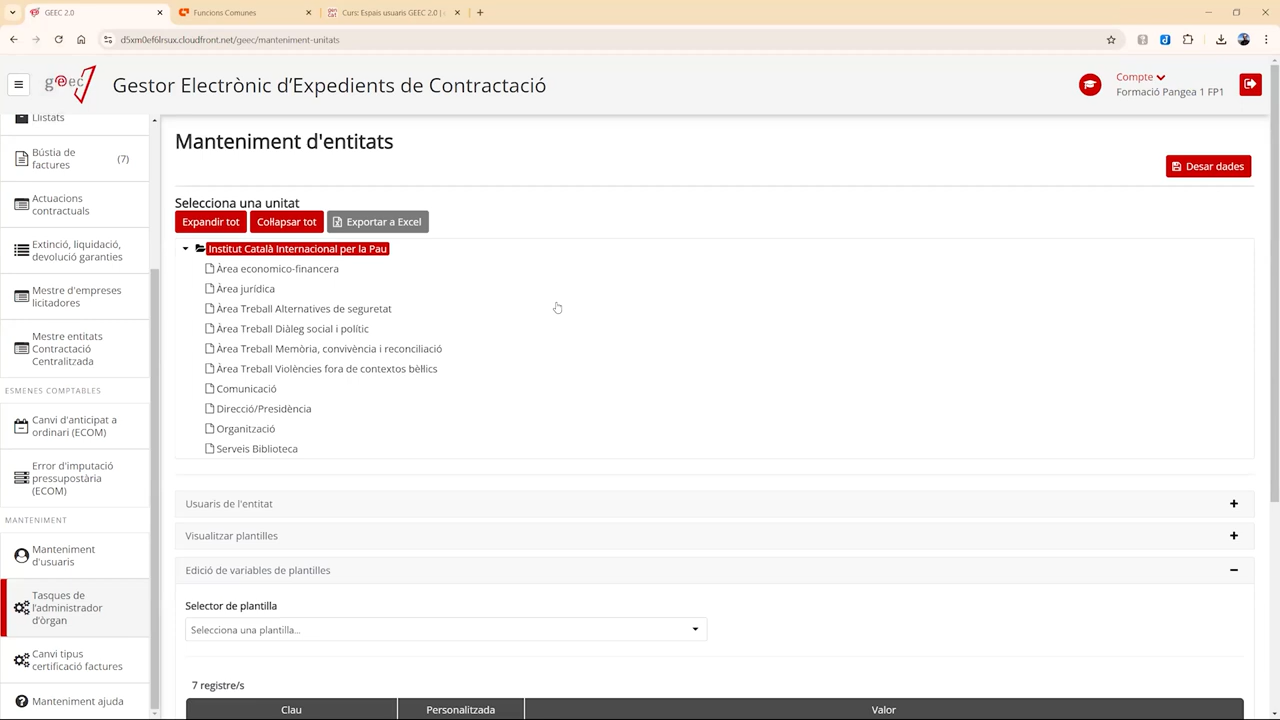 GEEC 2.0
Funcions Comunes
Curs: Espais usuaris GEEC 2.0 |
d5xm0ef6lrsux.cloudfront.net/geec/manteniment-unitats
geec
Gestor Electrònic d'Expedients de Contractació
Compte
Formació Pangea 1 FP1
Llistats
Bústia de
factures
(7)
Actuacions
contractuals
Extinció, liquidació,
devolució garanties
Mestre d'empreses
licitadores
Mestre entitats
Contractació
Centralitzada
ESMENES COMPTABLES
Canvi d'anticipat a
ordinari (ECOM)
Error d'imputació
pressupostària
(ECOM)
MANTENIMENT
Manteniment
d'usuaris
Tasques de
l'administrador
d'òrgan
Canvi tipus
certificació factures
Manteniment ajuda
Manteniment d'entitats
Desar dades
Selecciona una unitat
Expandir tot
Col·lapsar tot
Exportar a Excel
Institut Català Internacional per la Pau
Àrea economico-financera
Àrea jurídica
Àrea Treball Alternatives de seguretat
Àrea Treball Diàleg social i polític
Àrea Treball Memòria, convivència i reconciliació
Àrea Treball Violències fora de contextos bèl·lics
Comunicació
Direcció/Presidència
Organització
Serveis Biblioteca
Usuaris de l'entitat
Visualitzar plantilles
Edició de variables de plantilles
Selector de plantilla
Selecciona una plantilla...
7 registre/s
Clau
Personalitzada
Valor